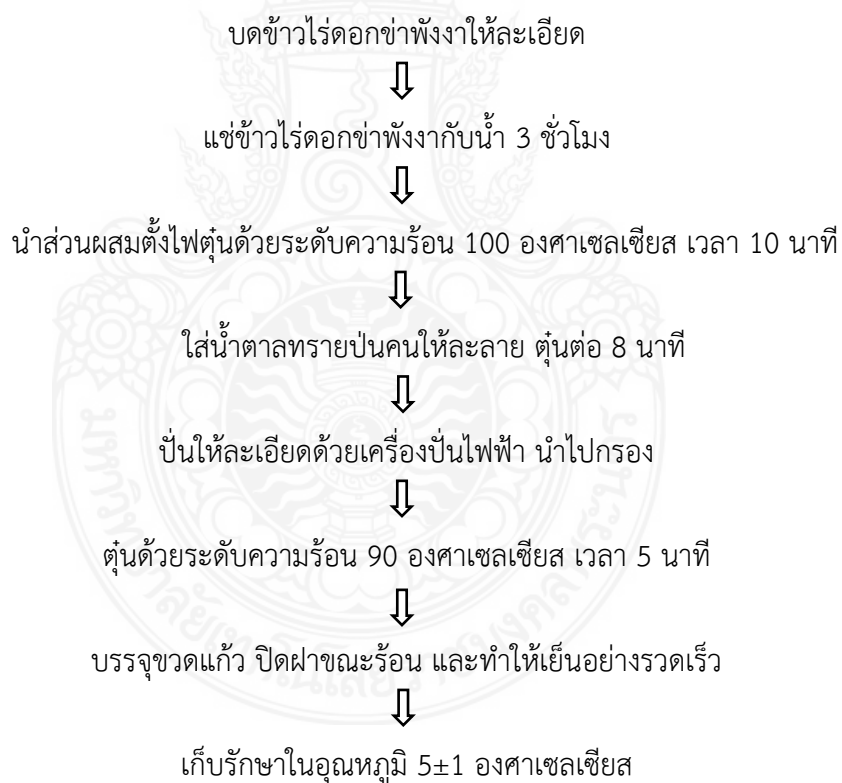 บดข้าวไร่ดอกข่าพังงาให้ละเอียด
แช่ข้าวไร่ดอกข่าพังงากับน้ำ 3 ชั่วโมง
นำส่วนผสมตั้งไฟตุ๋นด้วยระดับความร้อน 100 องศาเซลเซียส เวลา 10 นาที
ใส่น้ำตาลทรายป่นคนให้ละลาย ตุ๋นต่อ 8 นาที
ปั่นให้ละเอียดด้วยเครื่องปั่นไฟฟ้า นำไปกรอง
ตุ๋นด้วยระดับความร้อน 90 องศาเซลเซียส เวลา 5 นาที
บรรจุขวดแก้ว ปิดฝาขณะร้อน และทำให้เย็นอย่างรวดเร็ว
เก็บรักษาในอุณหภูมิ 5±1 องศาเซลเซียส